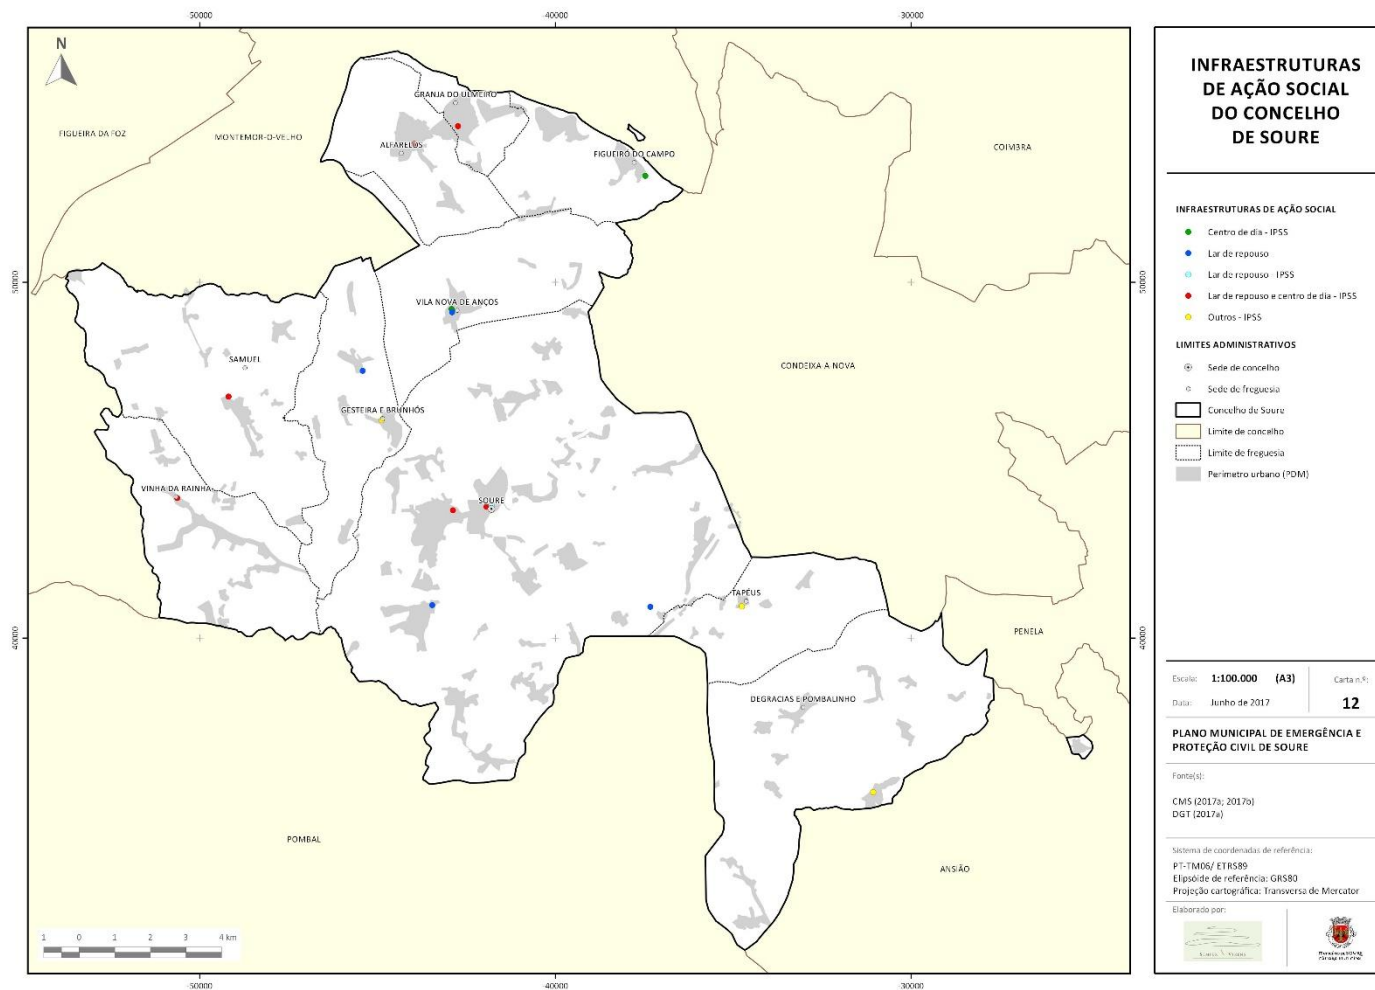 -50000
-40000
-30000
N
GRANJA DO ULMEIRO
FIGUEIRA DA FOZ
MONTEMOR-O-VELHO
ALFARELOS
FIGUEIRÓ DO CAMPO
COIMBRA
50000
50000
VILA NOVA DE ANÇOS
SAMUEL
CONDEIXA-A-NOVA
GESTEIRA E BRUNHÓS
VINHA DA RAINHA
SOURE
TAPÉUS
PENELA
40000
40000
DEGRACIAS E POMBALINHO
POMBAL
ANSIÃO
1 0 1 2 3 4 km
-50000
-40000
-30000
INFRAESTRUTURAS
DE AÇÃO SOCIAL
DO CONCELHO
DE SOURE
INFRAESTRUTURAS DE AÇÃO SOCIAL
Centro de dia - IPSS
Lar de repouso
Lar de repouso - IPSS
Lar de repouso e centro de dia - IPSS
Outros - IPSS
LIMITES ADMINISTRATIVOS
Sede de concelho
Sede de freguesia
Concelho de Soure
Limite de concelho
Limite de freguesia
Perímetro urbano (PDM)
Escala: 1:100.000 (A3)
Carta n.º:
Data: Junho de 2017
12
PLANO MUNICIPAL DE EMERGÊNCIA E
PROTEÇÃO CIVIL DE SOURE
Fonte(s):
CMS (2017a; 2017b)
DGT (2017a)
Sistema de coordenadas de referência:
PT-TM06/ ETRS89
Elipsóide de referência: GRS80
Projeção cartográfica: Transversa de Mercator
Elaborado por: